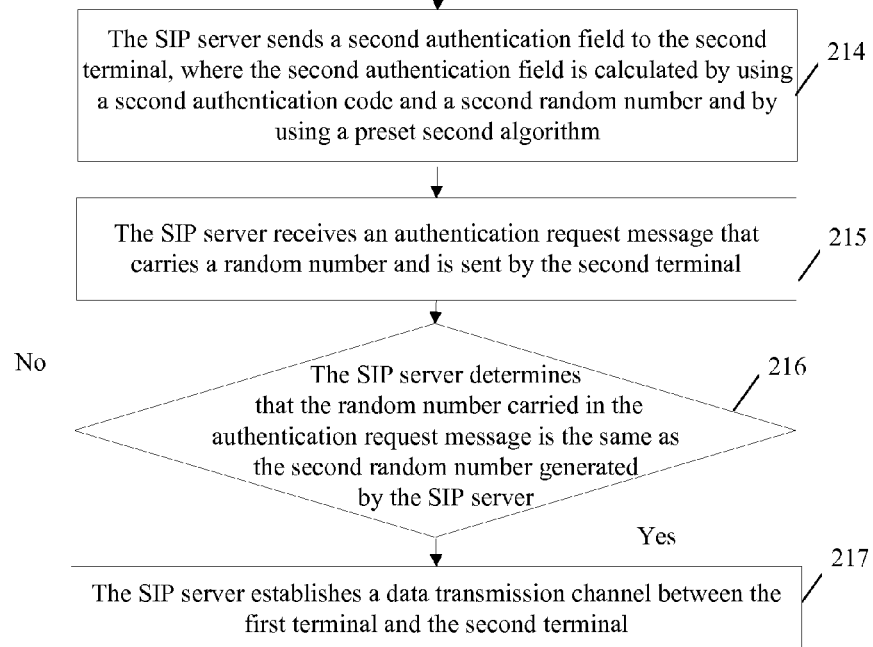 The SIP server sends a second authentication field to the second
terminal, where the second authentication field is calculated by using
a second authentication code and a second random number and by
using a preset second algorithm
214
The SIP server receives an authentication request message that
carries a random number and is sent by the second terminal
215
No
The SIP server determines
that the random number carried in the
authentication request message is the same as
the second random number generated
by the SIP server
216
Yes
The SIP server establishes a data transmission channel between the
first terminal and the second terminal
217